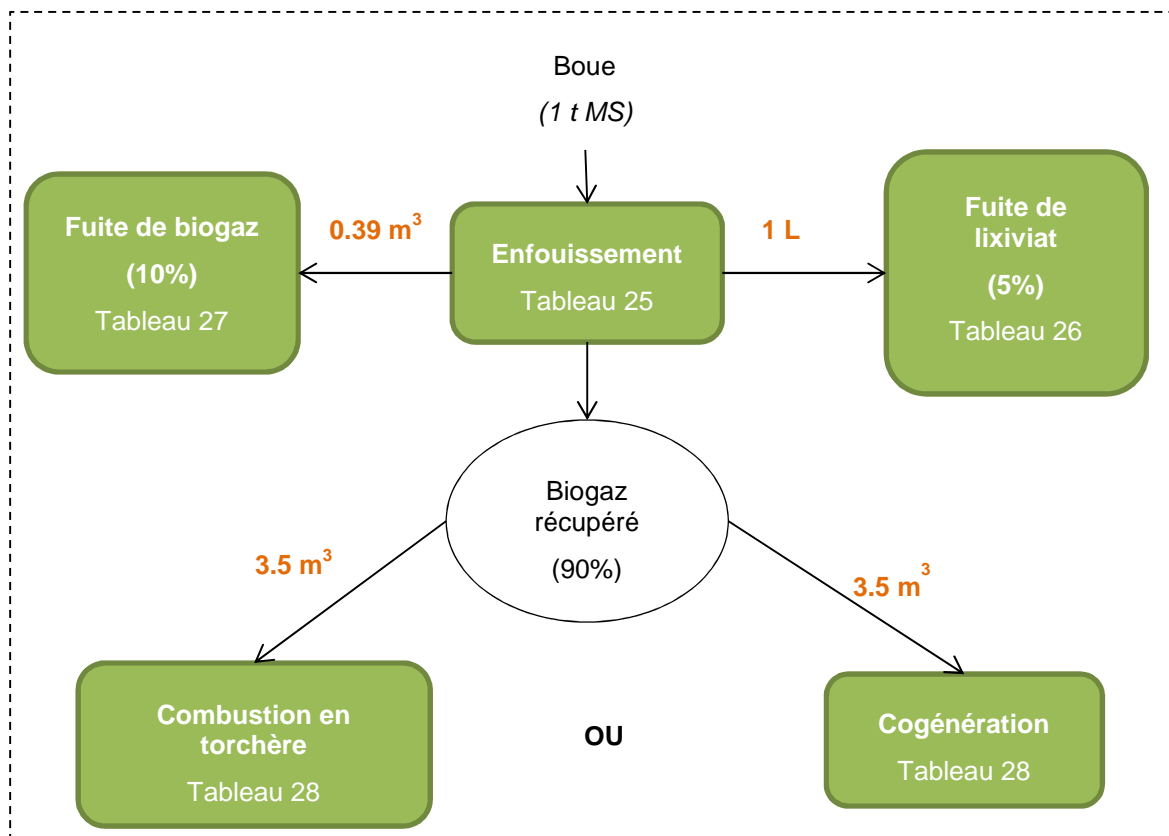 Boue
(1 t MS)
Fuite de biogaz
(10%)
Tableau 27
0.39 m³
Enfouissement
Tableau 25
1 L
Fuite de
lixiviat
(5%)
Tableau 26
Biogaz
récupéré
(90%)
3.5 m³
3.5 m³
Combustion en
torchère
Tableau 28
OU
Cogénération
Tableau 28